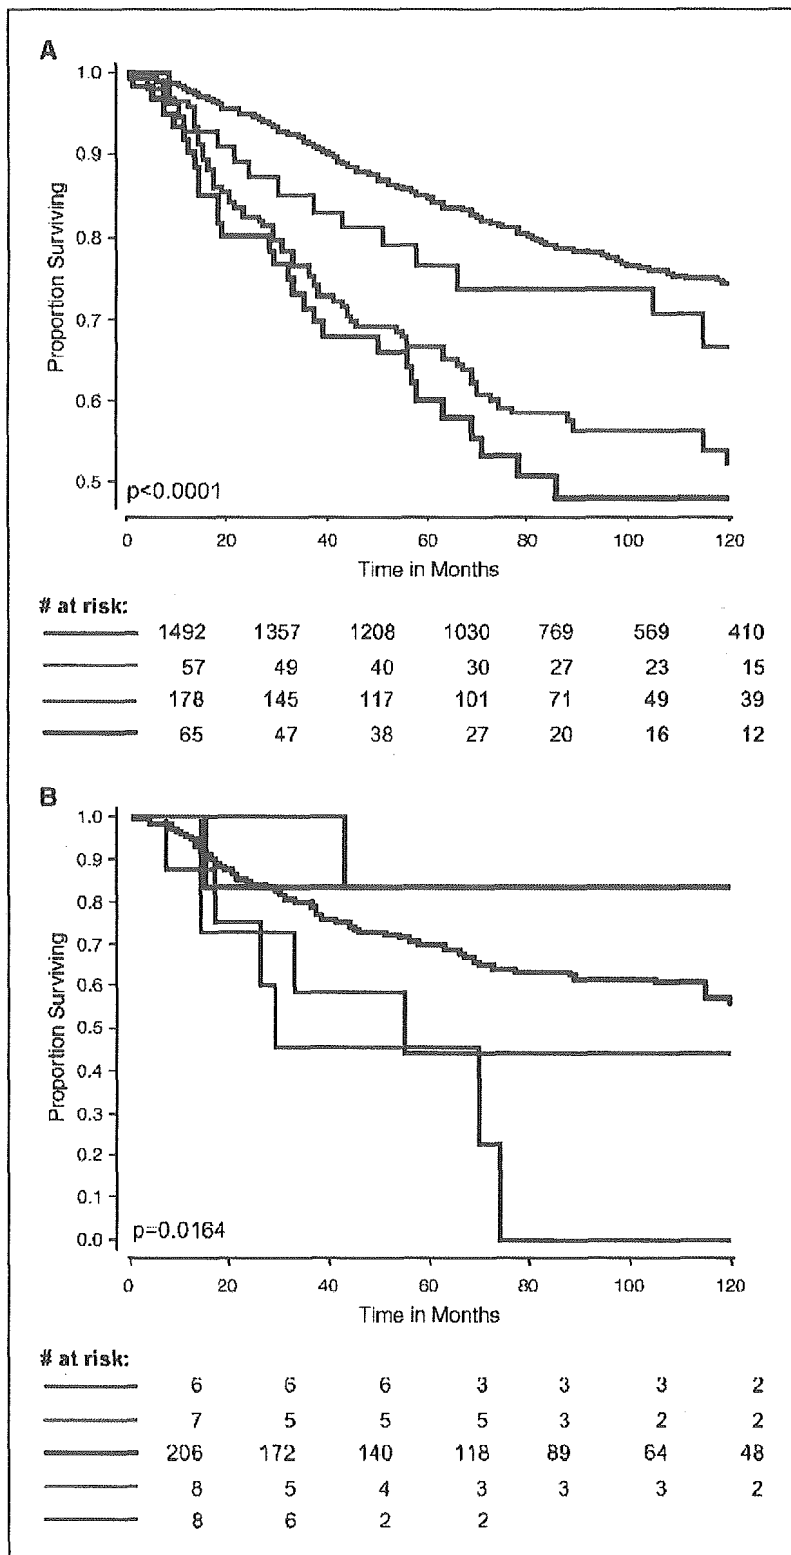 A
1.0
0.9
0.8
0.7
0.6
0.5
Proportion Surviving
p<0.0001
0 20 40 60 80 100 120
Time in Months
# at risk:
1492 1357 1208 1030 769 569 410
57 49 40 30 27 23 15
178 145 117 101 71 49 39
65 47 38 27 20 16 12
B
1.0
0.9
0.8
0.7
0.6
0.5
0.4
0.3
0.2
0.1
0.0
Proportion Surviving
p=0.0164
0 20 40 60 80 100 120
Time in Months
# at risk:
6 6 6 3 3 3 2
7 5 5 5 3 2 2
206 172 140 118 89 64 48
8 5 4 3 3 3 2
8 6 2 2